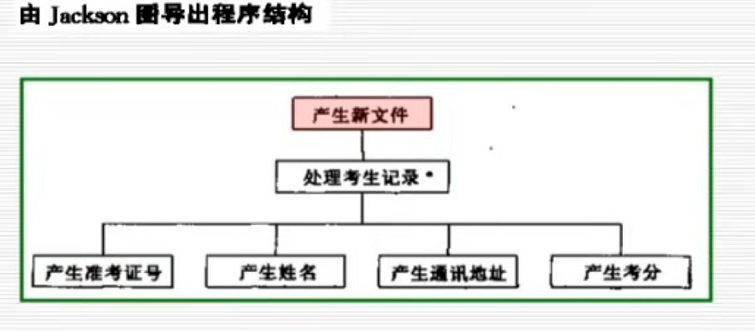 由 Jackson 图导出程序结构
产生新文件
处理考生记录*
产生准考证号
产生姓名
产生通讯地址
产生考分